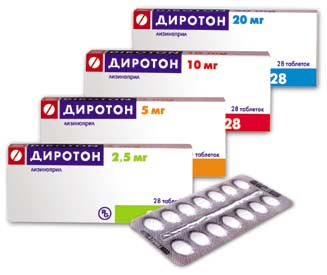 ДИРОТОН 20 мг
28 таблеток
ДИРОТОН 10 мг
лизиноприл
28 таблеток
28
ДИРОТОН 5 мг
лизиноприл
28 таблеток
28
ДИРОТОН 2,5 мг
лизиноприл
28 таблеток